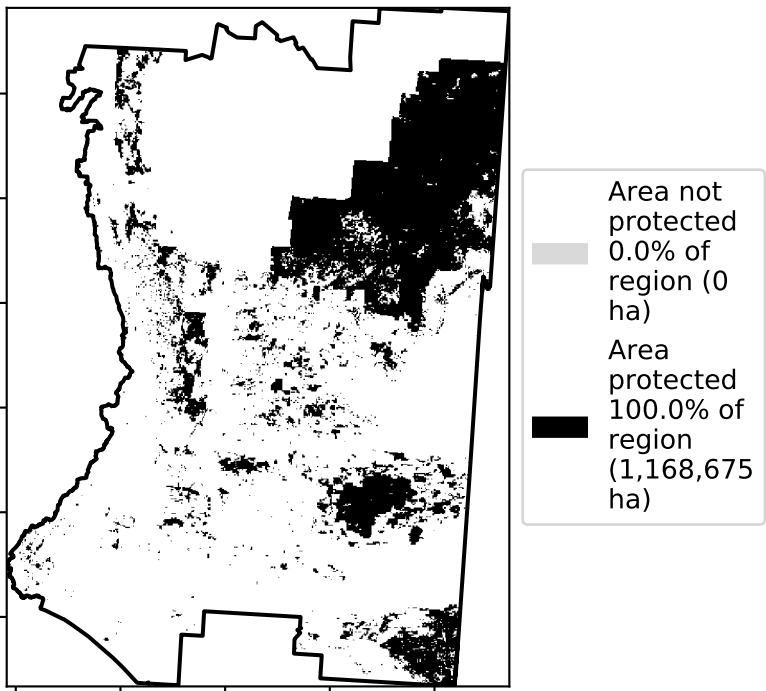 Area not
protected
0.0% of
region (0
ha)
Area
protected
100.0% of
region
(1,168,675
ha)